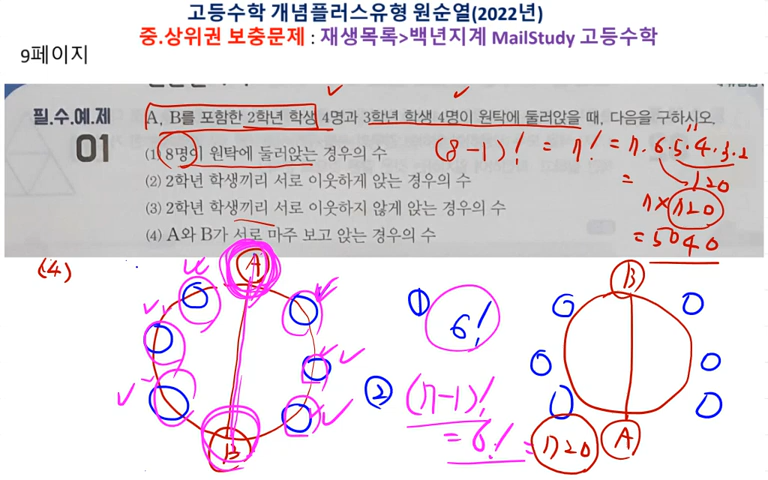 고등수학 개념플러스유형 원순열(2022년)
중.상위권 보충문제 : 재생목록>백년지계 MailStudy 고등수학
9페이지
필.수.예.제
01
A, B를 포함한 2학년 학생 4명과 3학년 학생 4명이 원탁에 둘러앉을 때, 다음을 구하시오.
(1) 8명이 원탁에 둘러앉는 경우의 수
(8-1)! = 7! = 7.6.5.4.3.2
(2) 2학년 학생끼리 서로 이웃하게 앉는 경우의 수
= 120
(3) 2학년 학생끼리 서로 이웃하지 않게 앉는 경우의 수
7×720
(4) A와 B가 서로 마주 보고 앉는 경우의 수
= 5040
(4)
A
B
① 6!
② (7-1)!
= 6! = 720
B
A